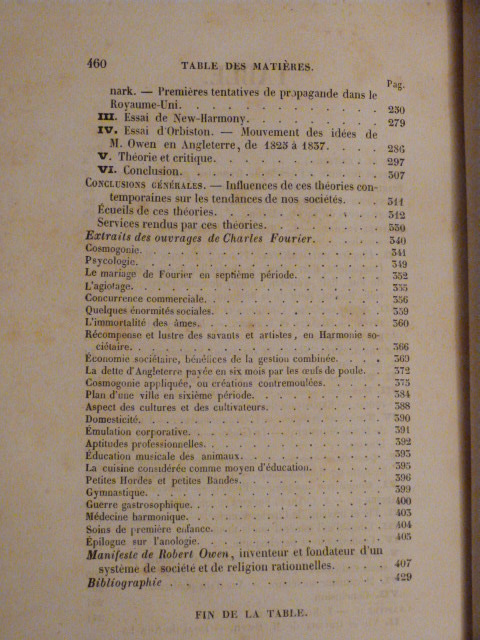 460 TABLE DES MATIÈRES.
Pag.
nark. — Premières tentatives de propagande dans le
Royaume-Uni. 250
III. Essai de New-Harmony. 279
IV. Essai d'Orbiston. — Mouvement des idées de
M. Owen en Angleterre, de 1825 à 1837. 286
V. Théorie et critique. 297
VI. Conclusion. 307
CONCLUSIONS GÉNÉRALES. — Influences de ces théories con-
temporaines sur les tendances de nos sociétés. 311
Écueils de ces théories. 312
Services rendus par ces théories. 330
Extraits des ouvrages de Charles Fourier. 340
Cosmogonie. 341
Psycologie. 349
Le mariage de Fourier en septième période. 352
L'agiotage. 355
Concurrence commerciale. 356
Quelques énormités sociales. 359
L'immortalité des âmes. 360
Récompense et lustre des savants et artistes, en Harmonie so-
ciétaire. 366
Économie sociétaire, bénéfices de la gestion combinée. 369
La dette d'Angleterre payée en six mois par les œufs de poule. 372
Cosmogonie appliquée, ou créations contremoulées. 375
Plan d'une ville en sixième période. 384
Aspect des cultures et des cultivateurs. 388
Domesticité. 390
Émulation corporative. 391
Aptitudes professionnelles. 392
Éducation musicale des animaux. 393
La cuisine considérée comme moyen d'éducation. 395
Petites Hordes et petites Bandes. 396
Gymnastique. 399
Guerre gastrosophique. 400
Médecine harmonique. 403
Soins de première enfance. 404
Épilogue sur l'anologie. 405
Manifeste de Robert Owen, inventeur et fondateur d'un
système de société et de religion rationnelles. 407
Bibliographie 429
FIN DE LA TABLE.